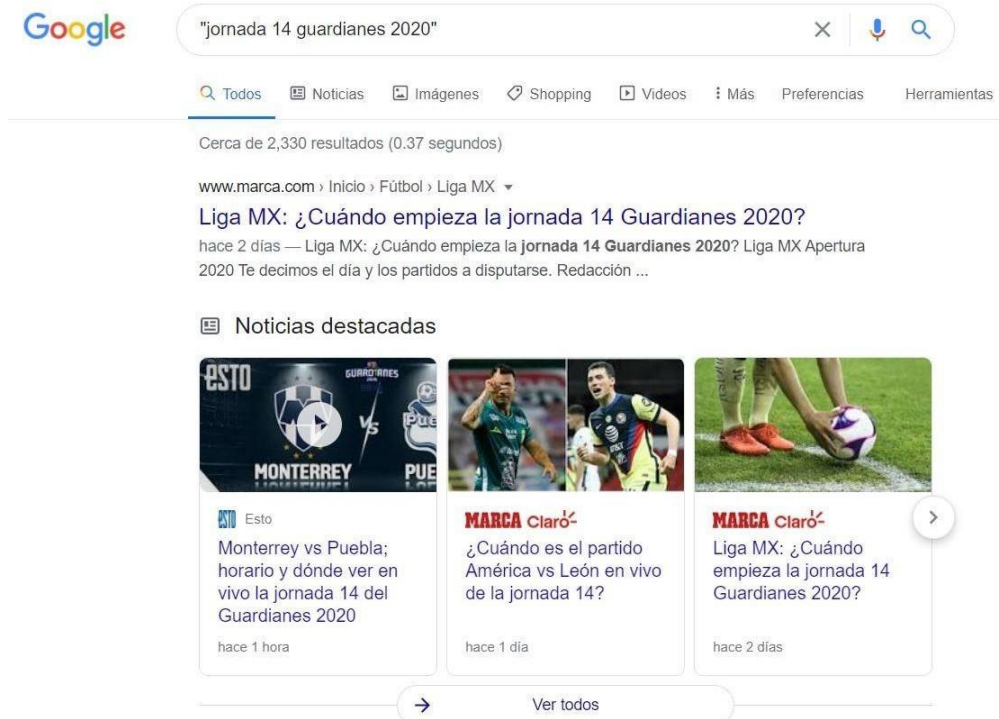 Google
"jornada 14 guardianes 2020"
Todos Noticias Imágenes Shopping Videos Más Preferencias Herramientas
Cerca de 2,330 resultados (0.37 segundos)
www.marca.com › Inicio › Fútbol › Liga MX
Liga MX: ¿Cuándo empieza la jornada 14 Guardianes 2020?
hace 2 días — Liga MX: ¿Cuándo empieza la jornada 14 Guardianes 2020? Liga MX Apertura
2020 Te decimos el día y los partidos a disputarse. Redacción ...
Noticias destacadas
ESTO
GUARD1ANES
2020
VS
Pue
MONTERREY
PUE
ESTO Esto
Monterrey vs Puebla;
horario y dónde ver en
vivo la jornada 14 del
Guardianes 2020
hace 1 hora
MARCA Claro
¿Cuándo es el partido
América vs León en vivo
de la jornada 14?
hace 1 día
MARCA Claro
Liga MX: ¿Cuándo
empieza la jornada 14
Guardianes 2020?
hace 2 días
Ver todos